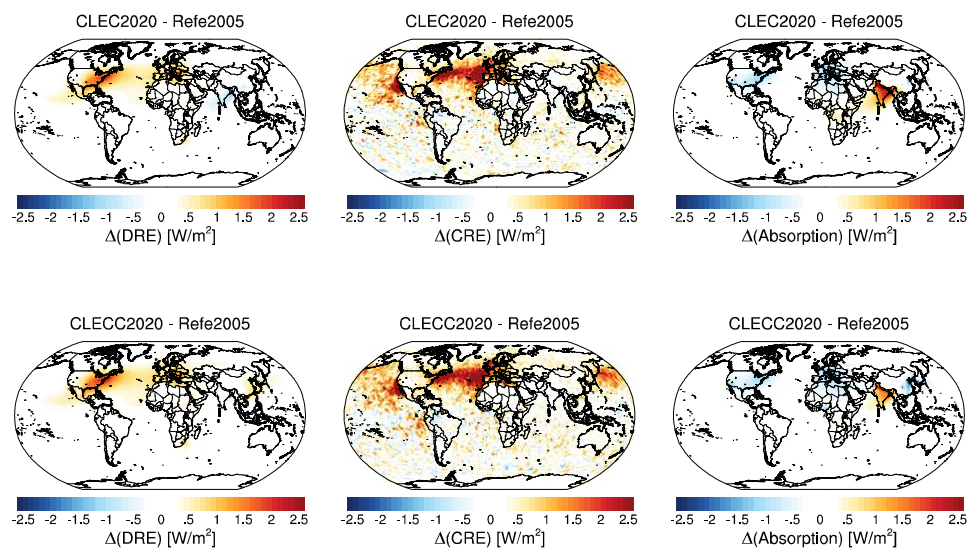 CLEC2020 - Refe2005 CLEC2020 - Refe2005 CLEC2020 - Refe2005
-2.5 -2 -1.5 -1 -.5 0 .5 1 1.5 2 2.5 -2.5 -2 -1.5 -1 -.5 0 .5 1 1.5 2 2.5 -2.5 -2 -1.5 -1 -.5 0 .5 1 1.5 2 2.5
Δ(DRE) [W/m²] Δ(CRE) [W/m²] Δ(Absorption) [W/m²]
CLECC2020 - Refe2005 CLECC2020 - Refe2005 CLECC2020 - Refe2005
-2.5 -2 -1.5 -1 -.5 0 .5 1 1.5 2 2.5 -2.5 -2 -1.5 -1 -.5 0 .5 1 1.5 2 2.5 -2.5 -2 -1.5 -1 -.5 0 .5 1 1.5 2 2.5
Δ(DRE) [W/m²] Δ(CRE) [W/m²] Δ(Absorption) [W/m²]